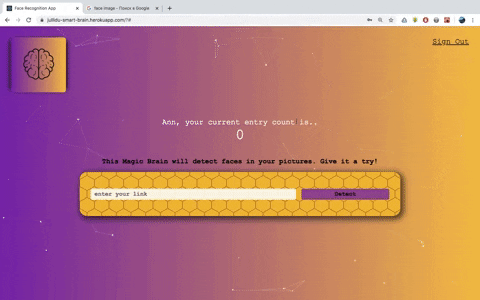 Face Recognition App
face image - Поиск в Google
julildu-smart-brain.herokuapp.com/?#
Sign Out
Ann, your current entry count is..
0
This Magic Brain will detect faces in your pictures. Give it a try!
enter your link
Detect